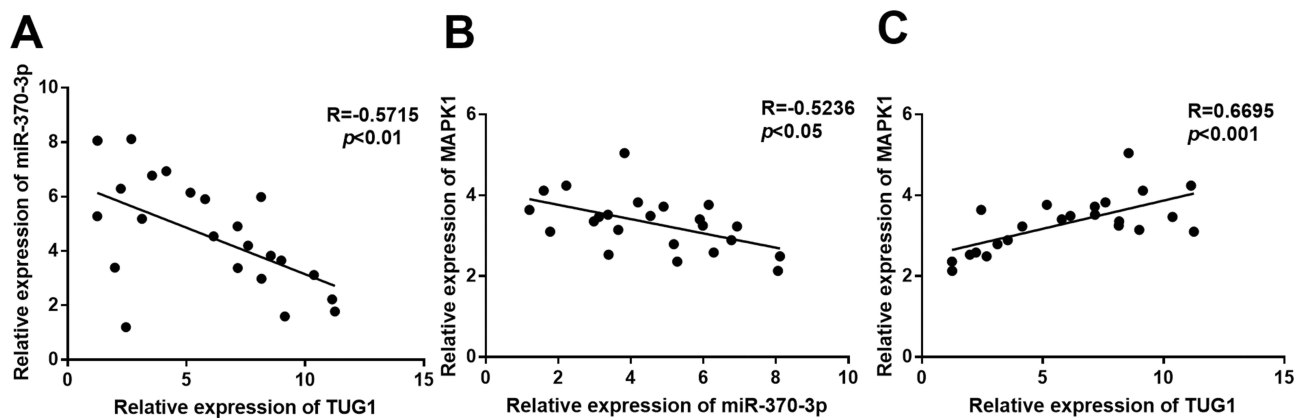 A
Relative expression of miR-370-3p
10
8
6
4
2
0
0
5
10
15
Relative expression of TUG1
R=-0.5715
p<0.01
B
Relative expression of MAPK1
6
4
2
0
0
2
4
6
8
10
Relative expression of miR-370-3p
R=-0.5236
p<0.05
C
Relative expression of MAPK1
6
4
2
0
0
5
10
15
Relative expression of TUG1
R=0.6695
p<0.001